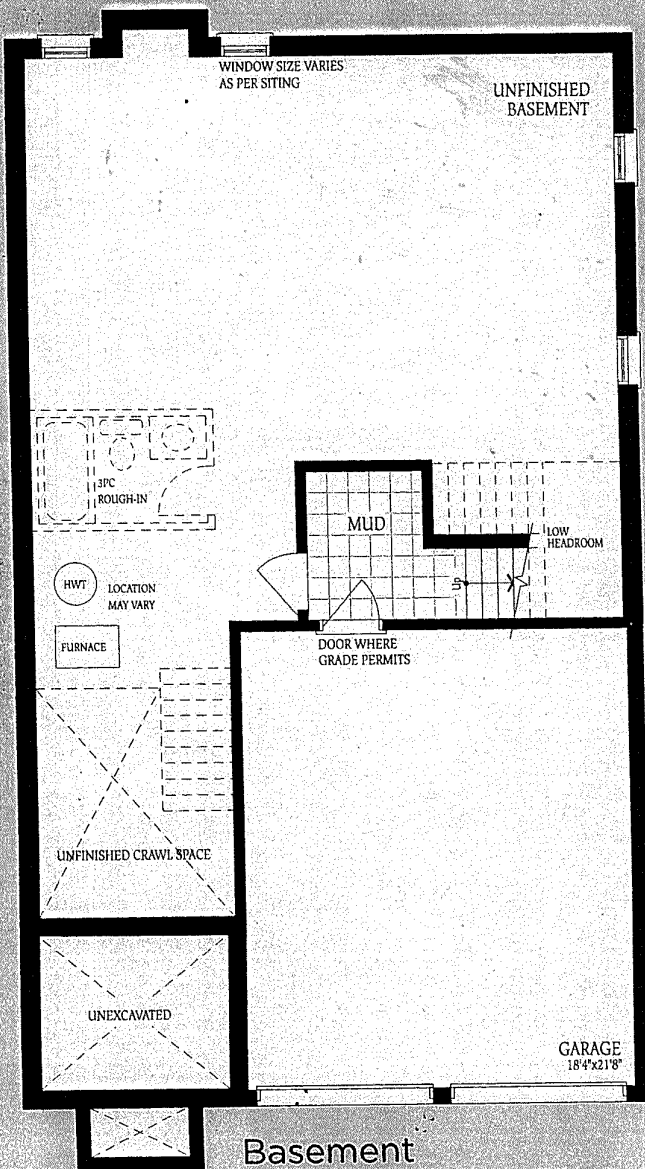 WINDOW SIZE VARIES
AS PER SITING
UNFINISHED
BASEMENT
3PC
ROUGH-IN
MUD
LOW
HEADROOM
Up
HWT
LOCATION
MAY VARY
FURNACE
DOOR WHERE
GRADE PERMITS
UNFINISHED CRAWL SPACE
UNEXCAVATED
GARAGE
18'4"x21'8"
Basement